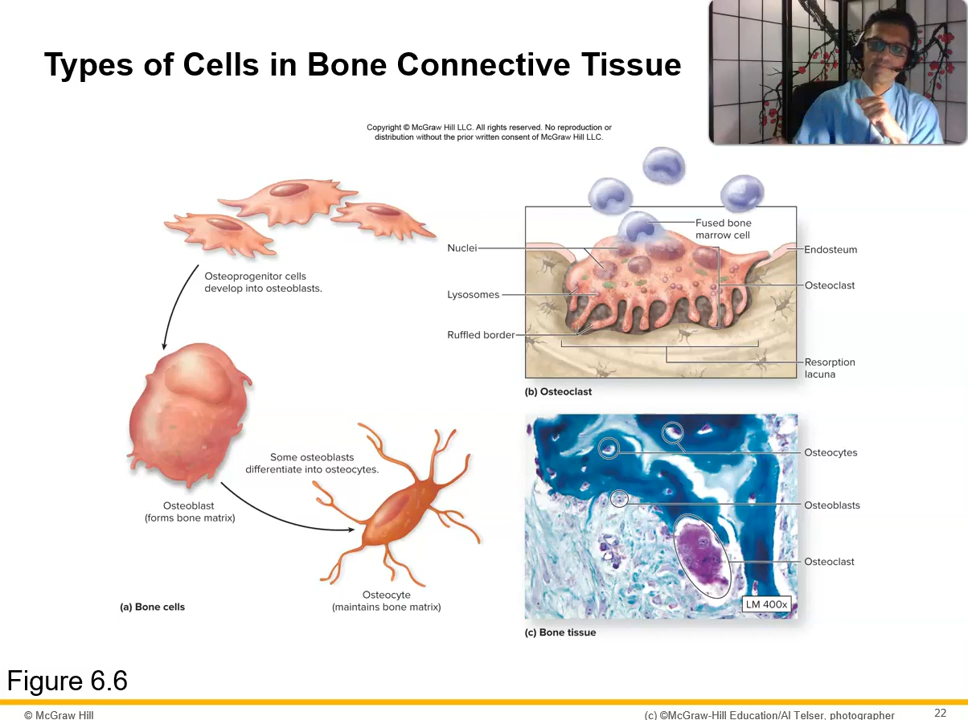 Types of Cells in Bone Connective Tissue
Copyright © McGraw Hill LLC. All rights reserved. No reproduction or
distribution without the prior written consent of McGraw Hill LLC.
Osteoprogenitor cells
develop into osteoblasts.
Some osteoblasts
differentiate into osteocytes.
Osteoblast
(forms bone matrix)
Osteocyte
(maintains bone matrix)
(a) Bone cells
Fused bone
marrow cell
Nuclei
Endosteum
Osteoclast
Lysosomes
Ruffled border
Resorption
lacuna
(b) Osteoclast
Osteocytes
Osteoblasts
Osteoclast
LM 400x
(c) Bone tissue
Figure 6.6
© McGraw Hill
(c) ©McGraw-Hill Education/Al Telser, photographer
22